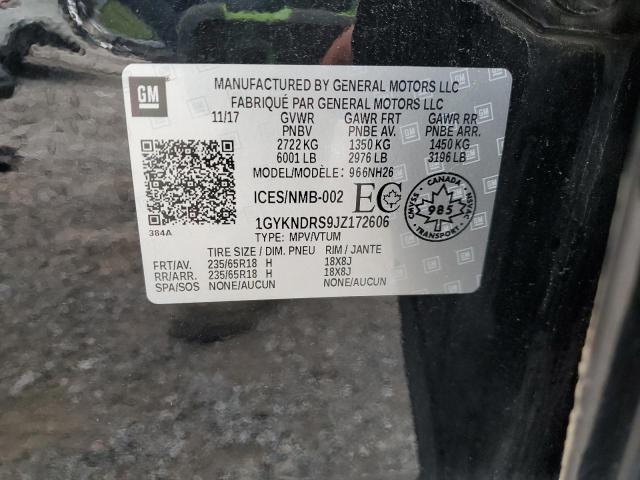 GM
MANUFACTURED BY GENERAL MOTORS LLC
FABRIQUÉ PAR GENERAL MOTORS LLC
11/17 GVWR GAWR FRT GAWR RR
PNBV PNBE AV. PNBE ARR.
2722 KG 1350 KG 1450 KG
6001 LB 2976 LB 3196 LB
MODEL/MODÈLE: 966NH26
ICES/NMB-002 EC
CANADA
985
TRANSPORT
NSVAC
384A
1GYKNDRS9JZ172606
TYPE: MPV/VTUM
TIRE SIZE / DIM. PNEU RIM / JANTE
FRT/AV. 235/65R18 H 18X8J
RR/ARR. 235/65R18 H 18X8J
SPA/SOS NONE/AUCUN NONE/AUCUN